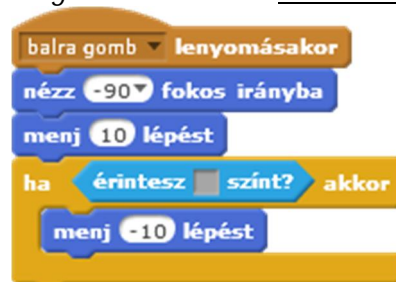 balra gomb lenyomásakor
nézz -90 fokos irányba
menj 10 lépést
ha érintesz színt? akkor
menj -10 lépést